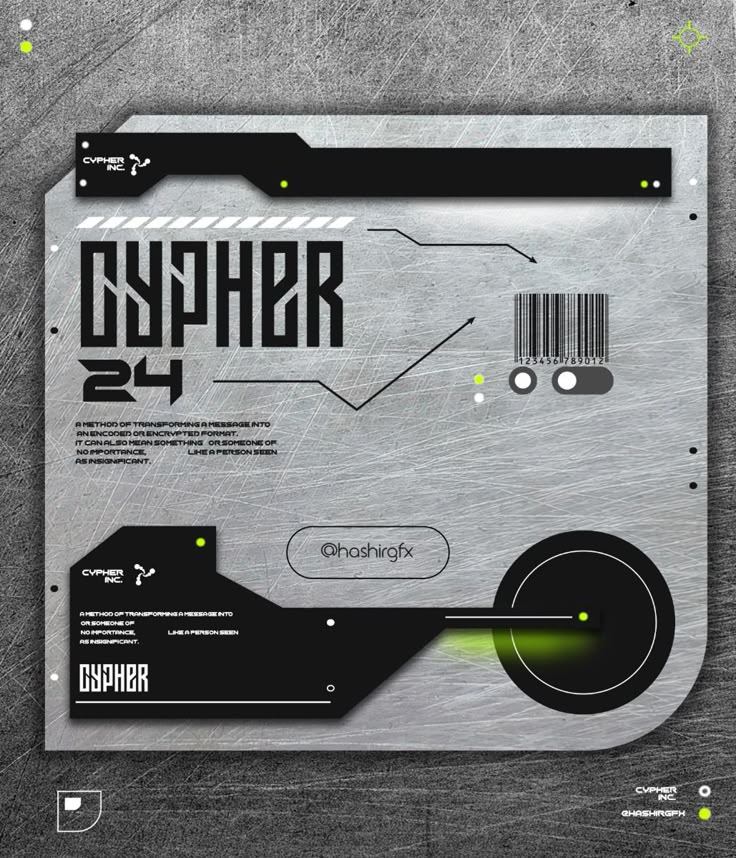 CYPHER
INC.
CYPHER
24
A METHOD OF TRANSFORMING A MESSAGE INTO
AN ENCODED OR ENCRYPTED FORMAT.
IT CAN ALSO MEAN SOMETHING OR SOMEONE OF
NO IMPORTANCE, LIKE A PERSON SEEN
AS INSIGNIFICANT.
123456 789012
@hashirgfx
CYPHER
INC.
A METHOD OF TRANSFORMING A MESSAGE INTO
OR SOMEONE OF
NO IMPORTANCE, LIKE A PERSON SEEN
AS INSIGNIFICANT.
CYPHER
CYPHER
INC.
@HASHIRGFX